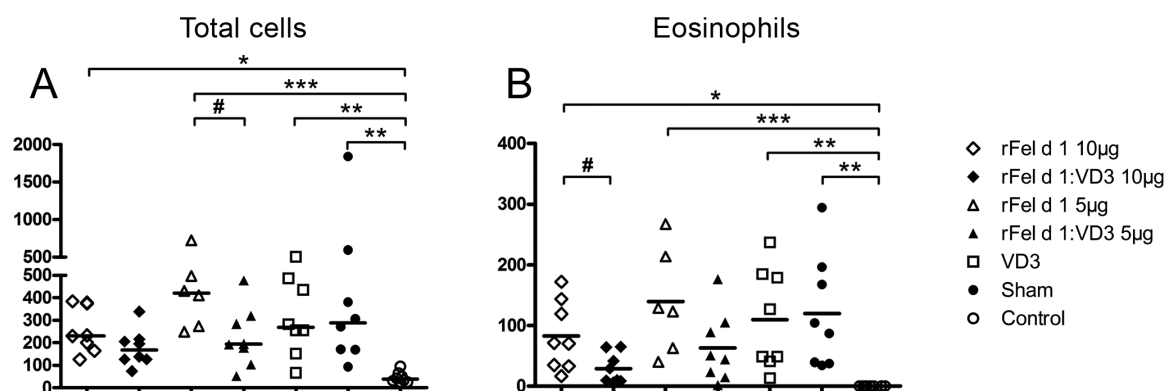 Total cells
Eosinophils
A
*
***
#
**
**
2000
1500
1000
500
500
400
300
200
100
0
B
*
***
**
#
**
400
300
200
100
0
rFel d 1 10µg
rFel d 1:VD3 10µg
rFel d 1 5µg
rFel d 1:VD3 5µg
VD3
Sham
Control